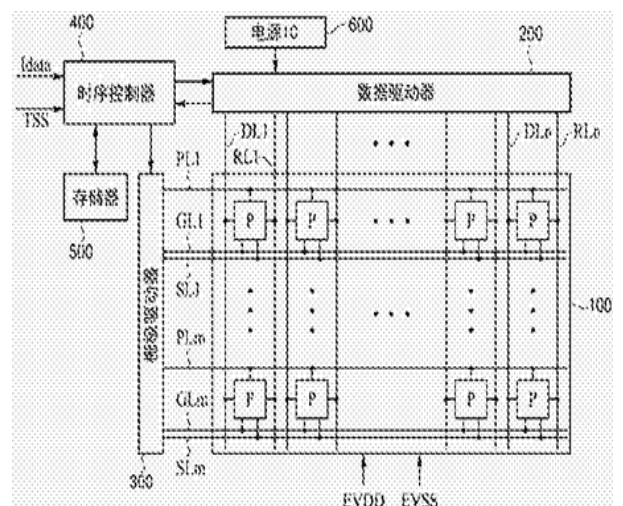 400
电源IC
600
200
Idata
时序控制器
数据驱动器
TSS
DL1
RL1
DLn
RLn
PL1
存储器
500
GL1
P
P
P
P
SL1
栅极驱动器
100
PLm
P
P
P
P
GLm
300
SLm
EVDD
EVSS